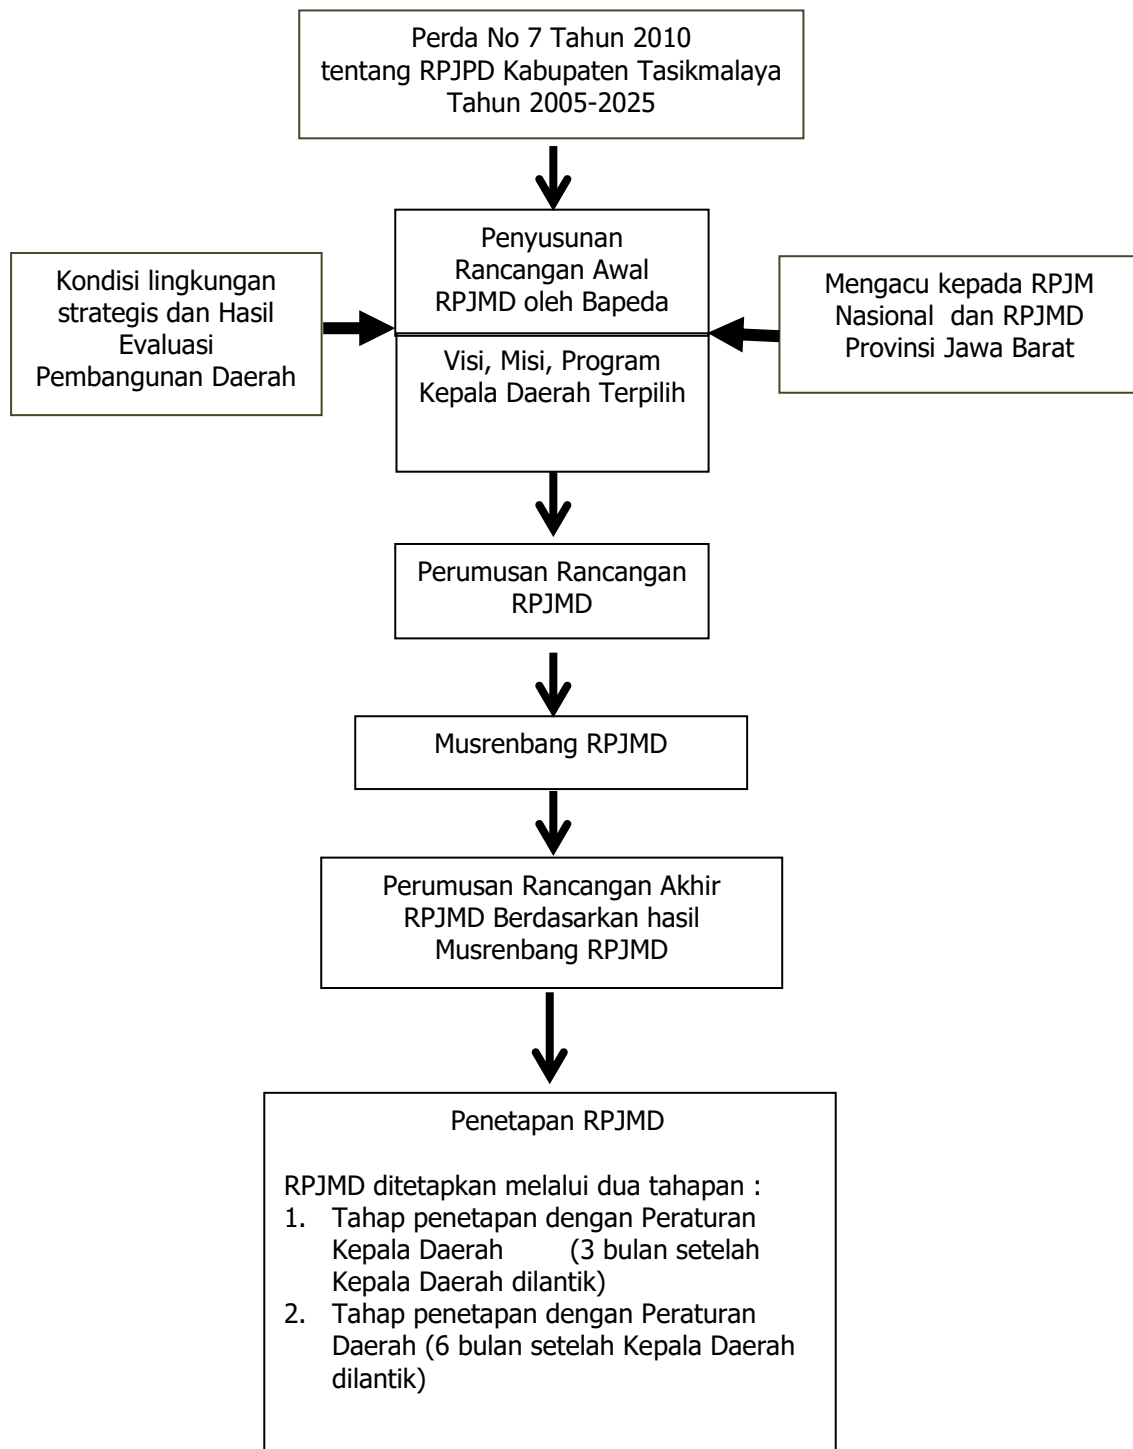 Perda No 7 Tahun 2010
tentang RPJPD Kabupaten Tasikmalaya
Tahun 2005-2025
Penyusunan
Rancangan Awal
RPJMD oleh Bapeda
Kondisi lingkungan
strategis dan Hasil
Evaluasi
Pembangunan Daerah
Mengacu kepada RPJM
Nasional dan RPJMD
Provinsi Jawa Barat
Visi, Misi, Program
Kepala Daerah Terpilih
Perumusan Rancangan
RPJMD
Musrenbang RPJMD
Perumusan Rancangan Akhir
RPJMD Berdasarkan hasil
Musrenbang RPJMD
Penetapan RPJMD
RPJMD ditetapkan melalui dua tahapan :
1. Tahap penetapan dengan Peraturan
Kepala Daerah (3 bulan setelah
Kepala Daerah dilantik)
2. Tahap penetapan dengan Peraturan
Daerah (6 bulan setelah Kepala Daerah
dilantik)